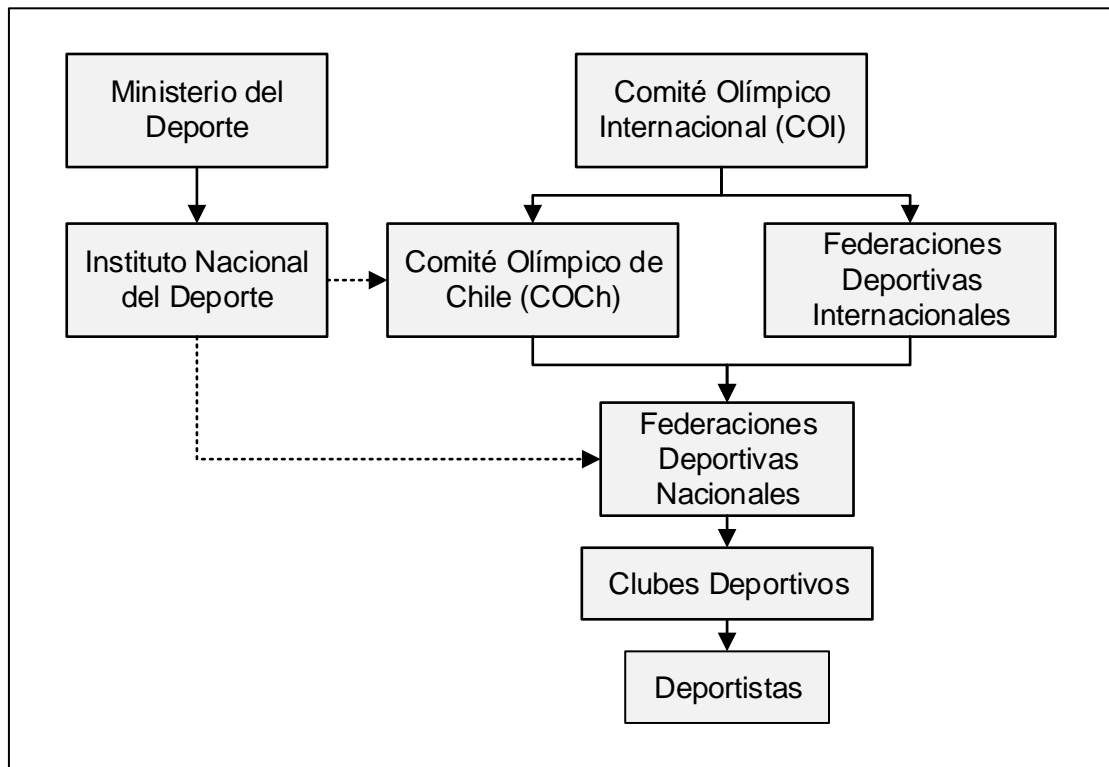 Ministerio del
Deporte
Comité Olímpico
Internacional (COI)
Instituto Nacional
del Deporte
Comité Olímpico de
Chile (COCh)
Federaciones
Deportivas
Internacionales
Federaciones
Deportivas
Nacionales
Clubes Deportivos
Deportistas